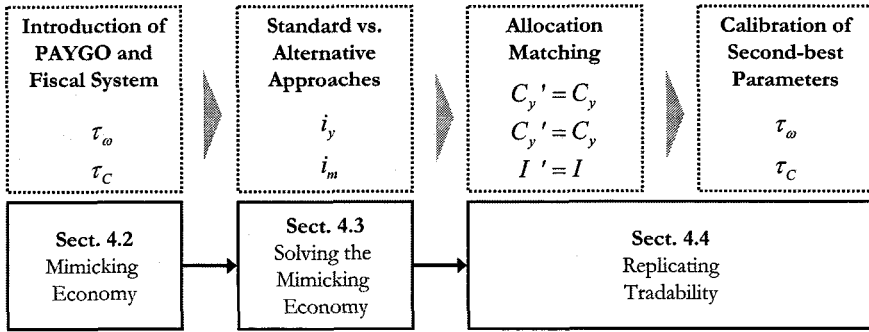 Introduction of
PAYGO and
Fiscal System
τ_ω
τ_C
Standard vs.
Alternative
Approaches
i_y
i_m
Allocation
Matching
C_y' = C_y
C_y' = C_y
I' = I
Calibration of
Second-best
Parameters
τ_ω
τ_C
Sect. 4.2
Mimicking
Economy
Sect. 4.3
Solving the
Mimicking
Economy
Sect. 4.4
Replicating
Tradability